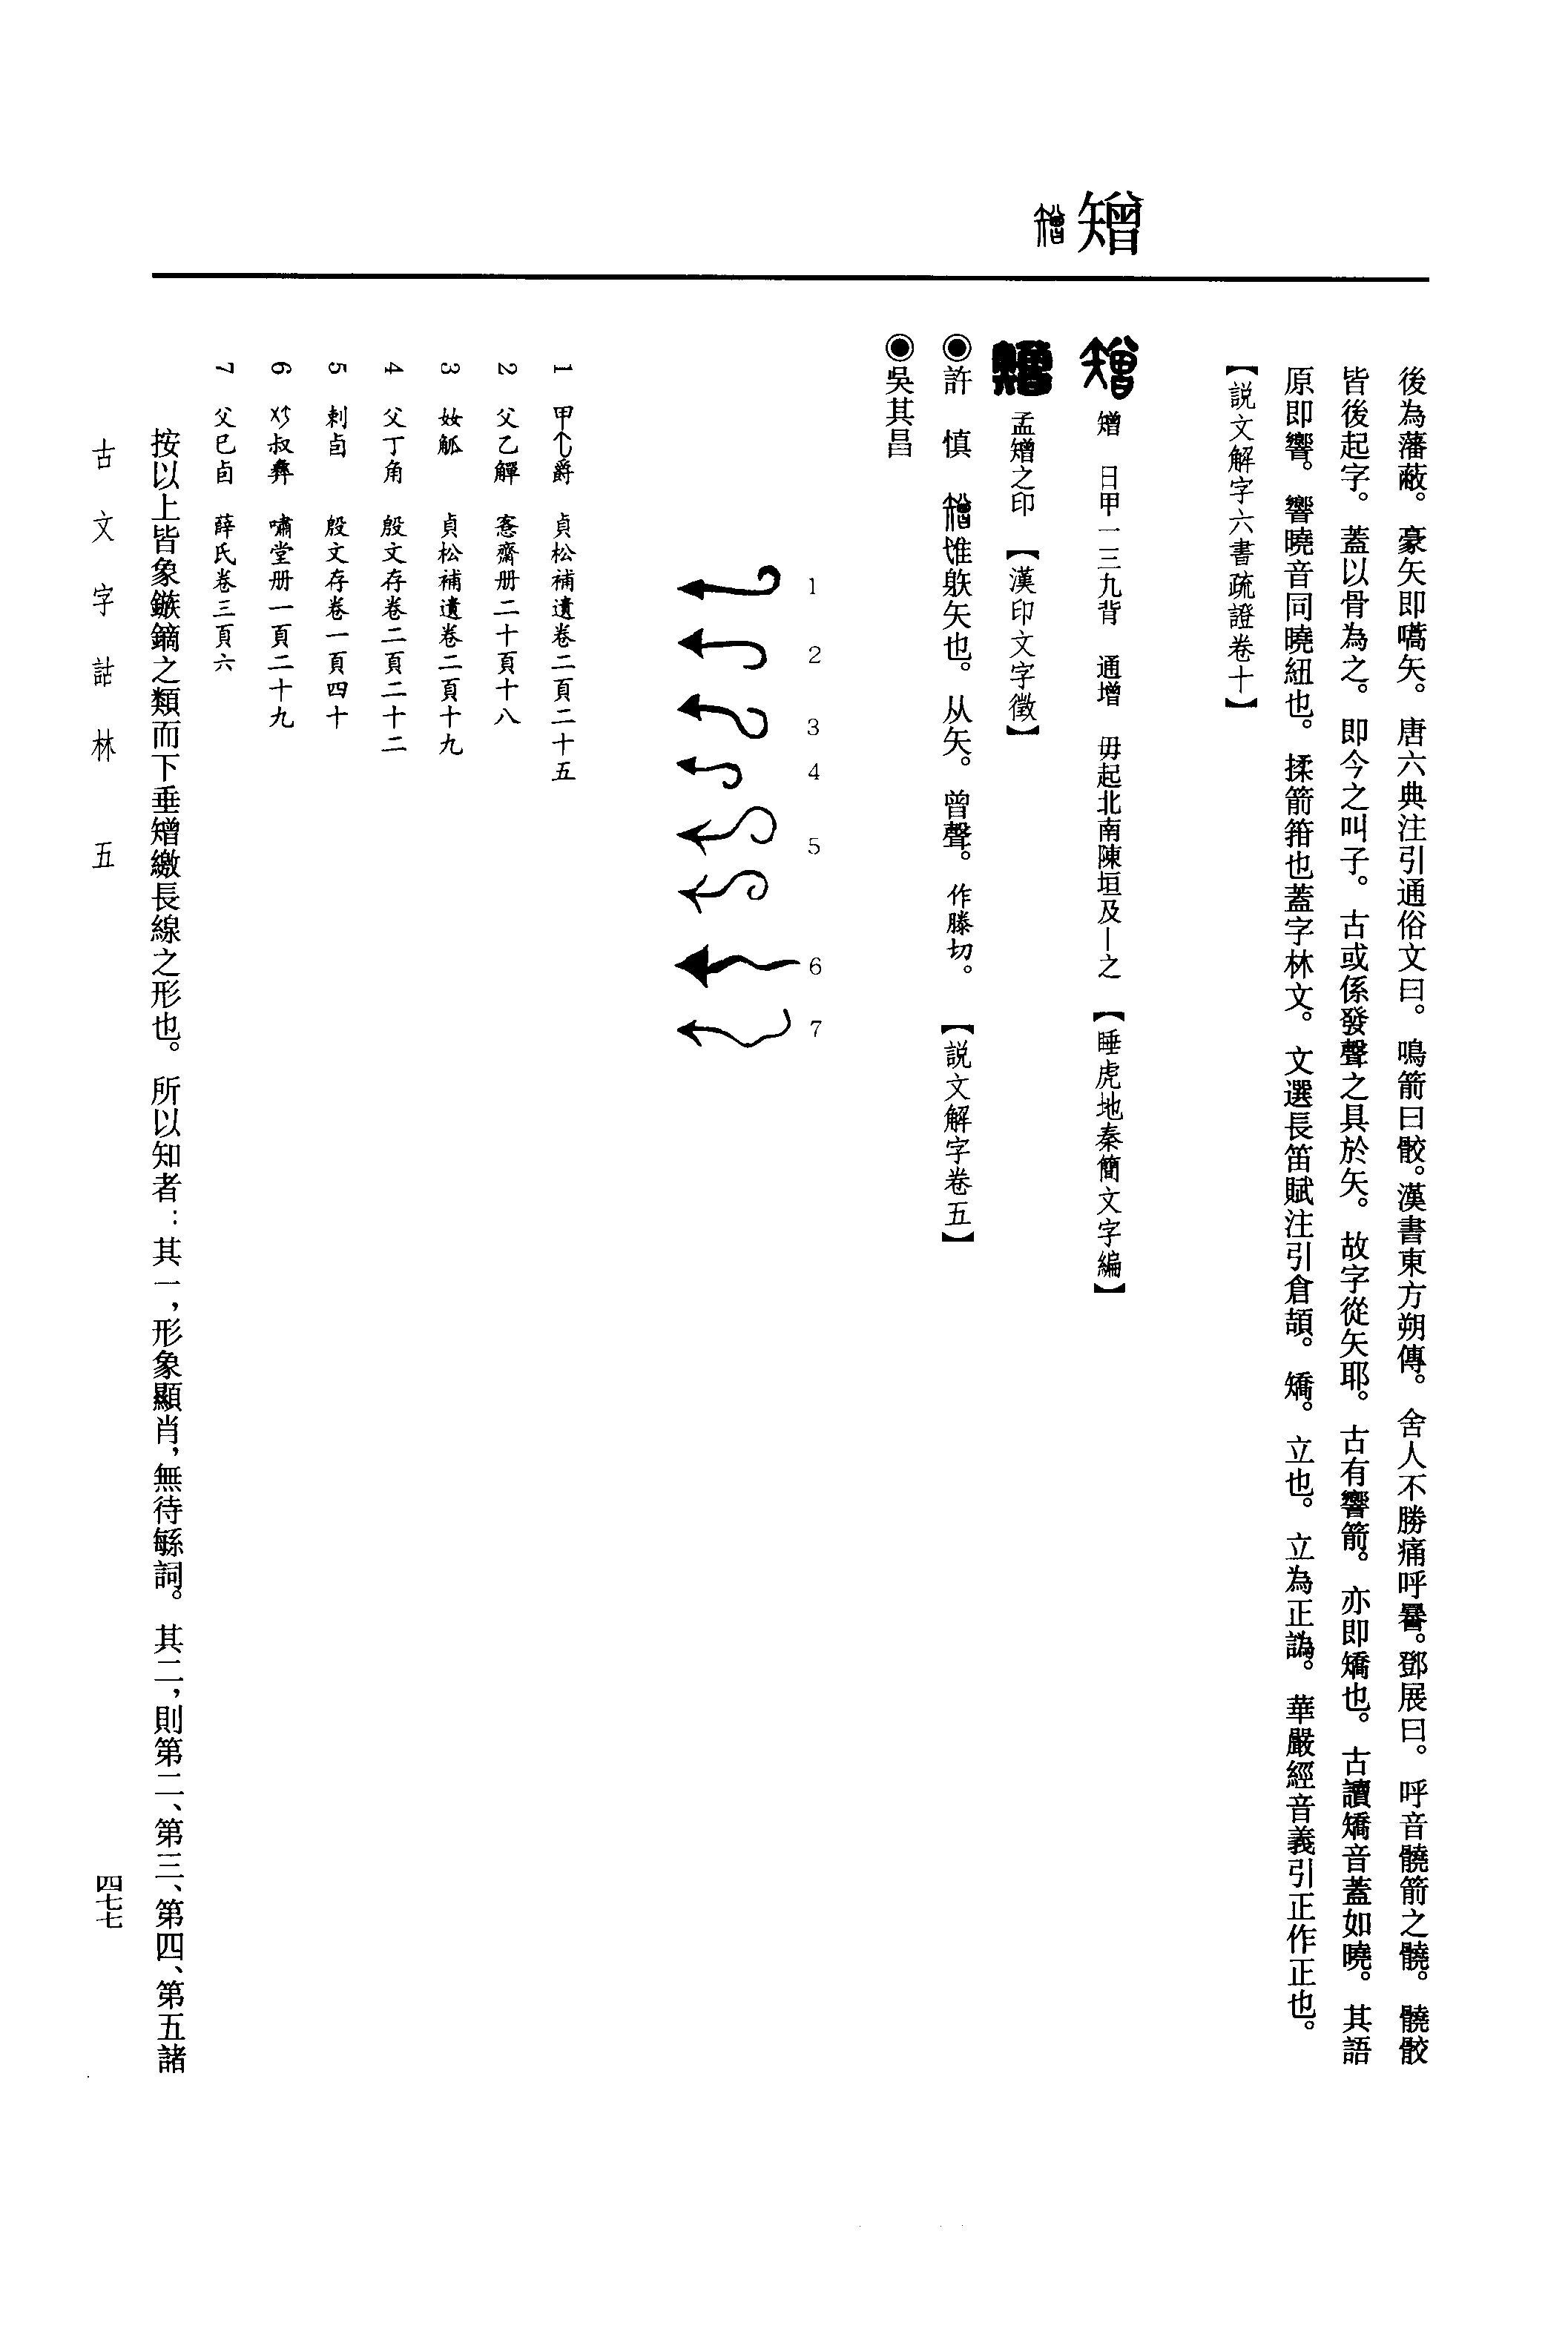 矰
後為藩蔽。豪矢即嚆矢。唐六典注引通俗文曰。鳴箭曰骹。漢書東方朔傳。舍人不勝痛呼謈。鄧展曰。呼音髐箭之髐。髐骹
皆後起字。蓋以骨為之。即今之叫子。古或係發聲之具於矢。故字從矢耶。古有響箭。亦即矯也。古讀矯音蓋如曉。其語
原即響。響曉音同曉紐也。揉箭箝也蓋字林文。文選長笛賦注引倉頡。矯。立也。立為正譌。華嚴經音義引正作正也。
【説文解字六書疏證卷十】
矰 日甲一三九背 通增 毋起北南陳垣及—之 【睡虎地秦簡文字編】
孟矰之印 【漢印文字徵】
◉許 慎 矰隿䠶矢也。从矢。曾聲。作滕切。 【説文解字卷五】
◉吳其昌
1
2
3
4
5
6
7
1 甲爵 貞松補遺卷二頁二十五
2 父乙觶 愙齋册二十頁十八
3 㚢觚 貞松補遺卷二頁十九
4 父丁角 殷文存卷二頁二十二
5 剌卣 殷文存卷一頁四十
6 叔彝 嘯堂册一頁二十九
7 父巳卣 薛氏卷三頁六
按以上皆象鏃鏑之類而下垂矰繳長線之形也。所以知者：其一，形象顯肖，無待緐詞。其二，則第二、第三、第四、第五諸
古文字詁林 五
四七七